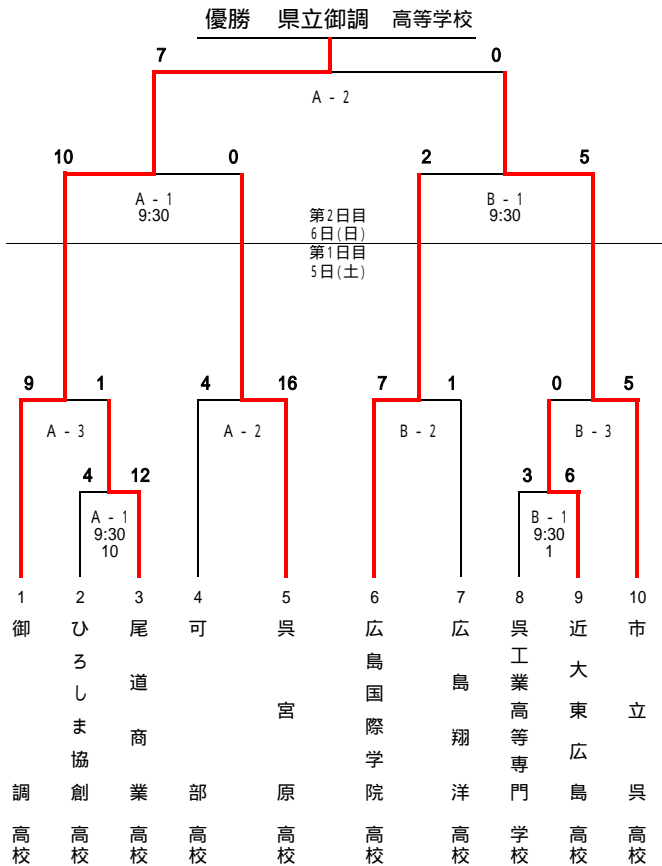 優勝 県立御調 高等学校
7 0
A - 2
10 0 2 5
A - 1
9:30
B - 1
9:30
第2日目
6日(日)
第1日目
5日(土)
9 1 4 16 7 1 0 5
A - 3 A - 2 B - 2 B - 3
4 12 3 6
A - 1
9:30
10
B - 1
9:30
1
1 2 3 4 5 6 7 8 9 10
御調高校
ひろしま協創高校
尾道商業高校
可部高校
呉宮原高校
広島国際学院高校
広島翔洋高校
呉工業高等専門学校
近大東広島高校
市立呉高校